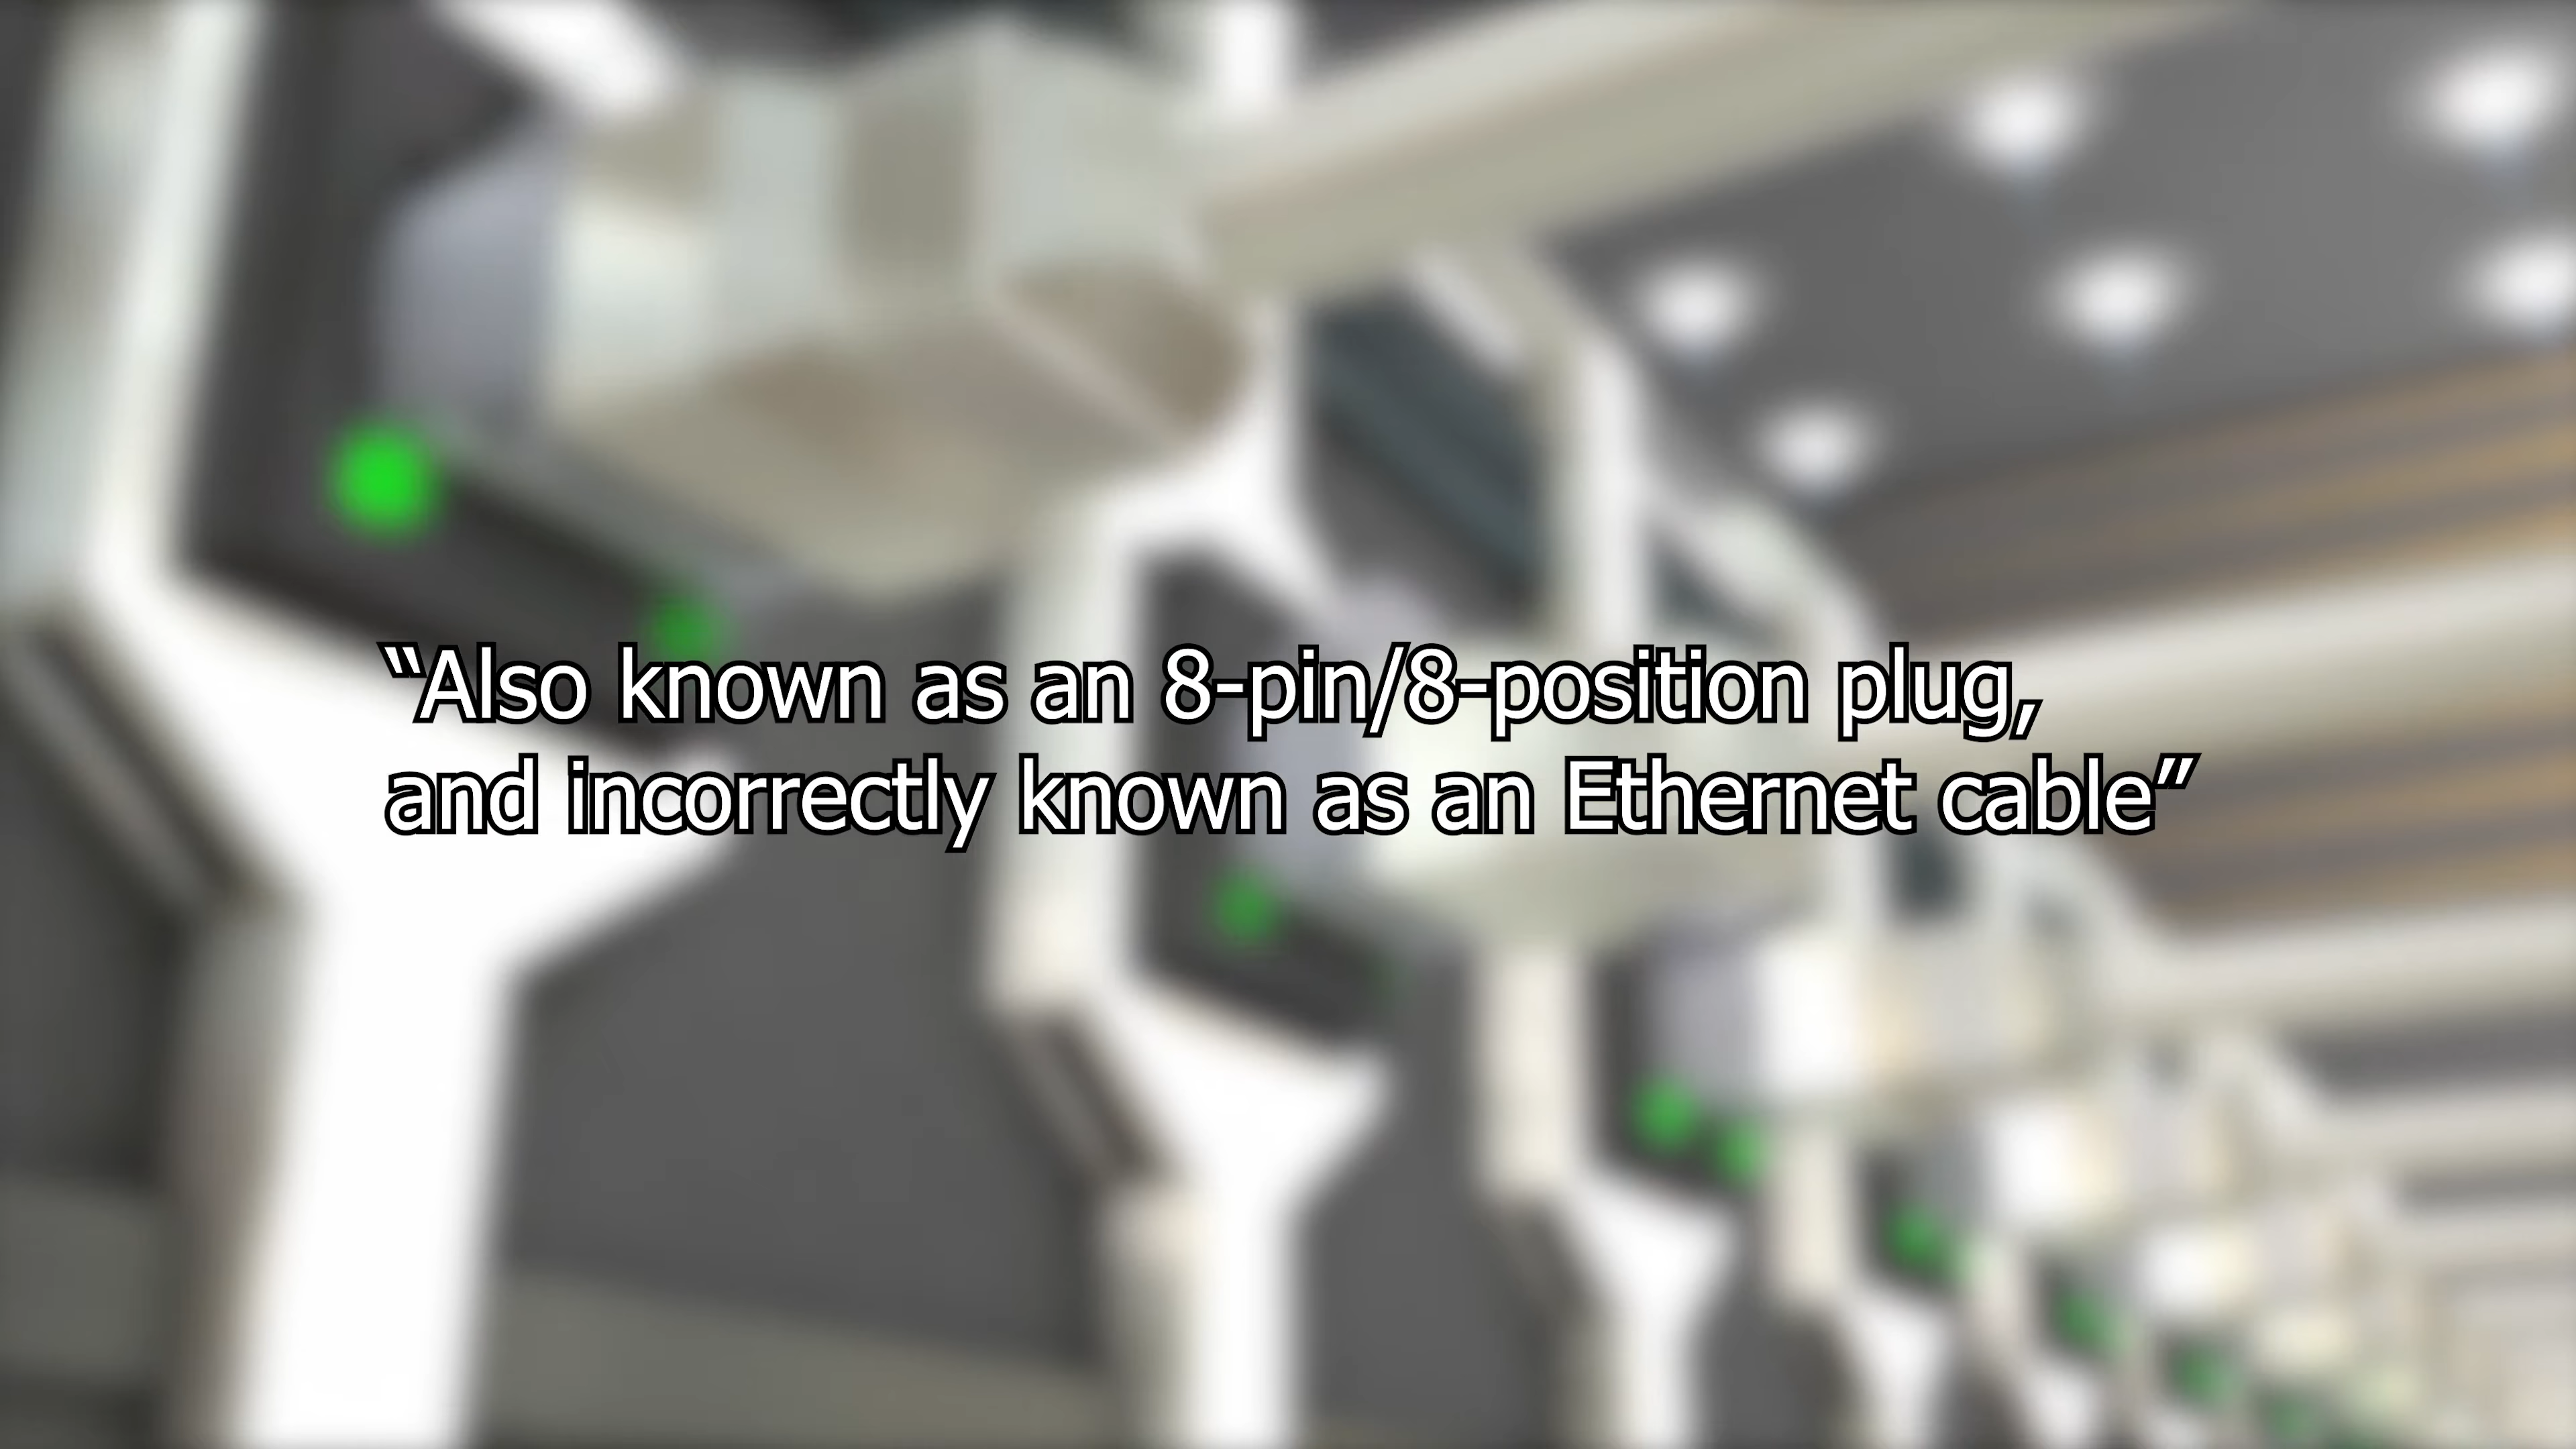 “Also known as an 8-pin/8-position plug,
and incorrectly known as an Ethernet cable”